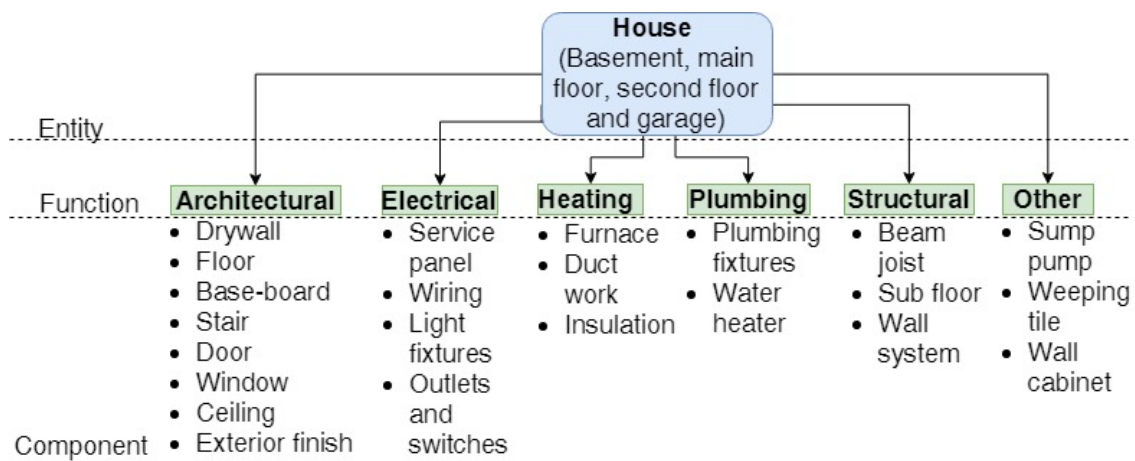 House
(Basement, main
floor, second floor
and garage)
Entity
Function
Architectural
Electrical
Heating
Plumbing
Structural
Other
• Drywall
• Floor
• Base-board
• Stair
• Door
• Window
• Ceiling
• Exterior finish
• Service
panel
• Wiring
• Light
fixtures
• Outlets
and
switches
• Furnace
• Duct
work
• Insulation
• Plumbing
fixtures
• Water
heater
• Beam
joist
• Sub floor
• Wall
system
• Sump
pump
• Weeping
tile
• Wall
cabinet
Component